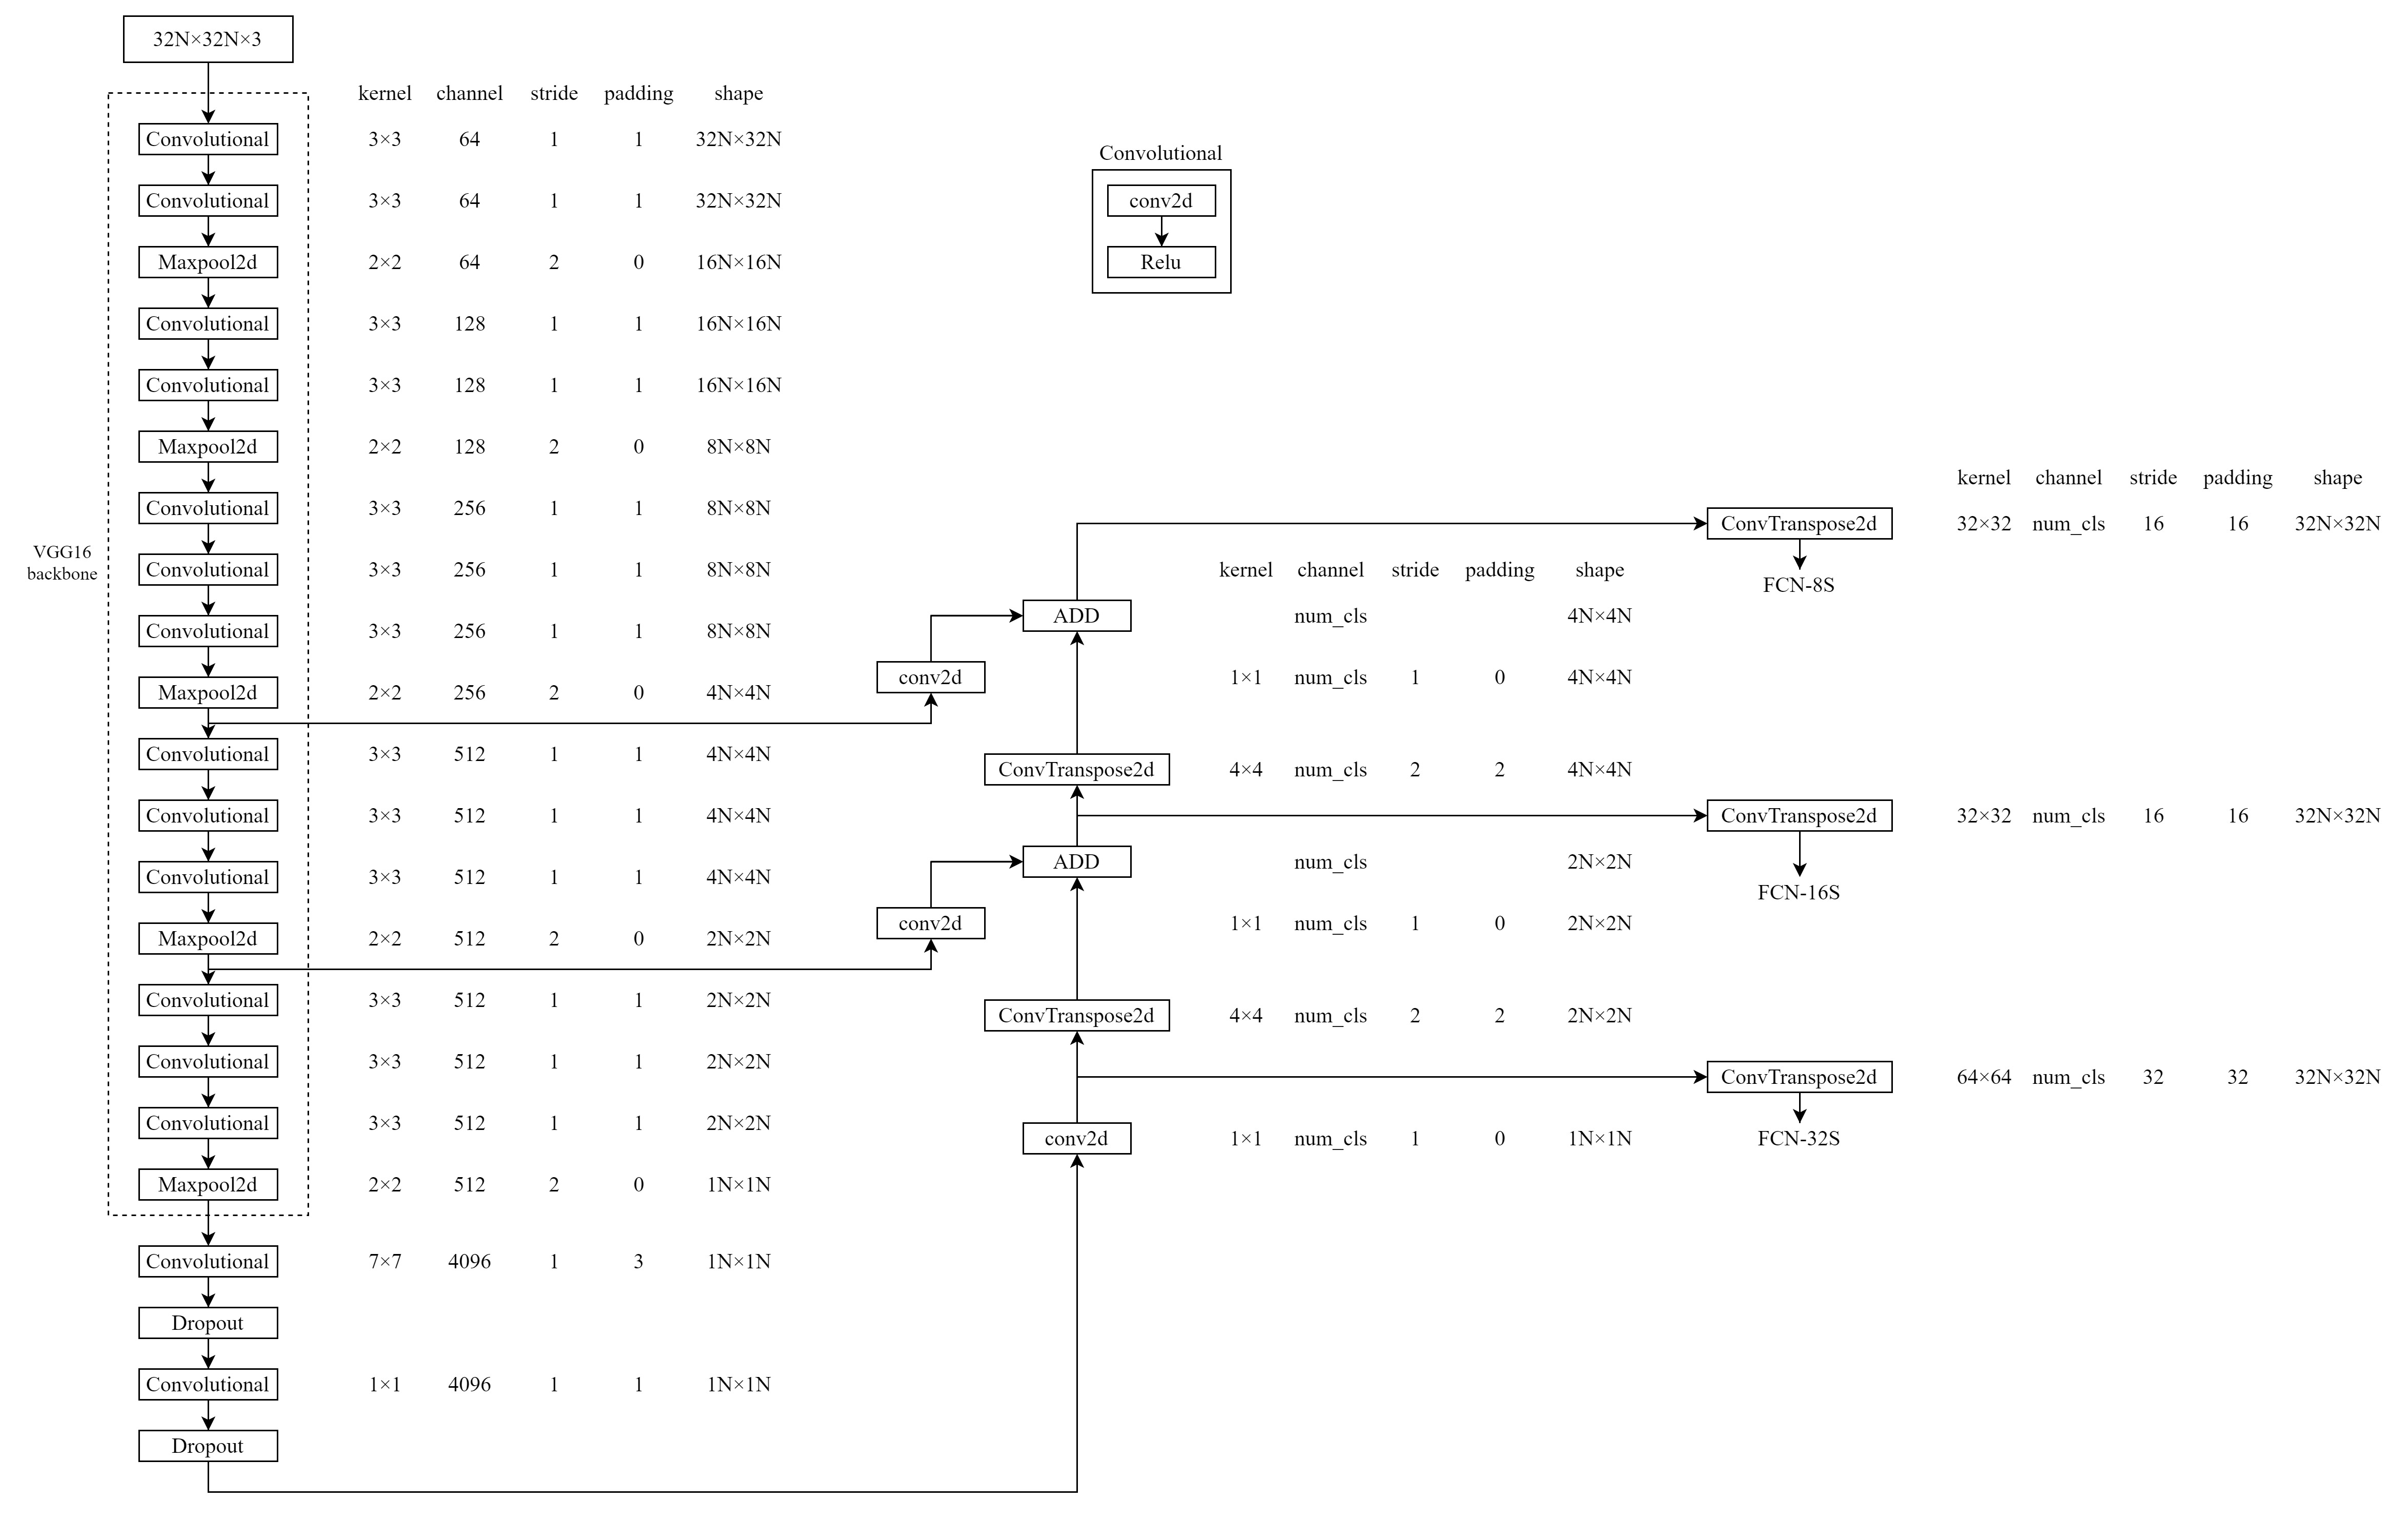 32N×32N×3
kernel channel stride padding shape
Convolutional 3×3 64 1 1 32N×32N
Convolutional 3×3 64 1 1 32N×32N
Maxpool2d 2×2 64 2 0 16N×16N
Convolutional 3×3 128 1 1 16N×16N
Convolutional 3×3 128 1 1 16N×16N
Maxpool2d 2×2 128 2 0 8N×8N
Convolutional 3×3 256 1 1 8N×8N
VGG16
backbone
Convolutional 3×3 256 1 1 8N×8N
Convolutional 3×3 256 1 1 8N×8N
Maxpool2d 2×2 256 2 0 4N×4N
Convolutional 3×3 512 1 1 4N×4N
Convolutional 3×3 512 1 1 4N×4N
Convolutional 3×3 512 1 1 4N×4N
Maxpool2d 2×2 512 2 0 2N×2N
Convolutional 3×3 512 1 1 2N×2N
Convolutional 3×3 512 1 1 2N×2N
Convolutional 3×3 512 1 1 2N×2N
Maxpool2d 2×2 512 2 0 1N×1N
Convolutional 7×7 4096 1 3 1N×1N
Dropout
Convolutional 1×1 4096 1 1 1N×1N
Dropout
Convolutional
conv2d
Relu
kernel channel stride padding shape
ADD num_cls 4N×4N
conv2d 1×1 num_cls 1 0 4N×4N
ConvTranspose2d 4×4 num_cls 2 2 4N×4N
ADD num_cls 2N×2N
conv2d 1×1 num_cls 1 0 2N×2N
ConvTranspose2d 4×4 num_cls 2 2 2N×2N
conv2d 1×1 num_cls 1 0 1N×1N
kernel channel stride padding shape
ConvTranspose2d 32×32 num_cls 16 16 32N×32N
FCN-8S
ConvTranspose2d 32×32 num_cls 16 16 32N×32N
FCN-16S
ConvTranspose2d 64×64 num_cls 32 32 32N×32N
FCN-32S